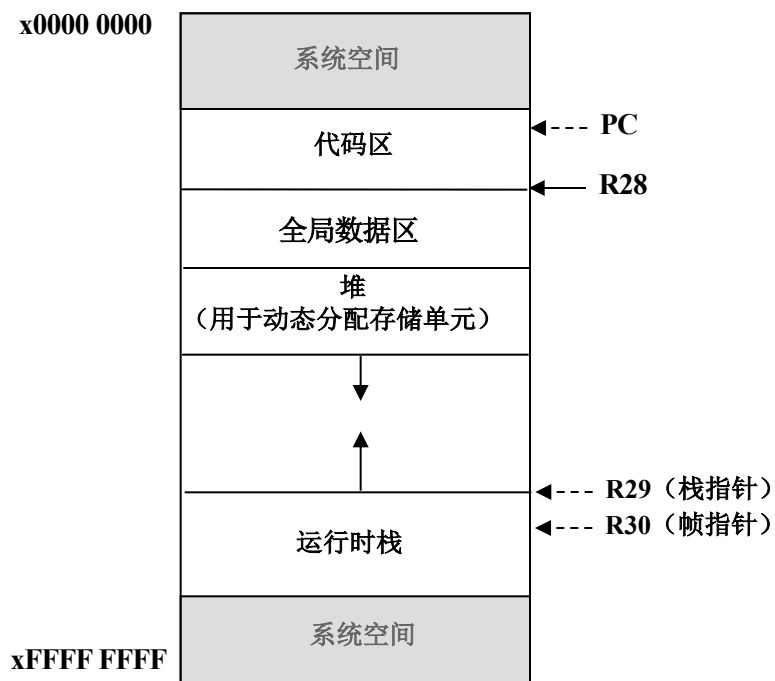 x0000 0000
系统空间
PC
代码区
R28
全局数据区
堆
（用于动态分配存储单元）
R29（栈指针）
R30（帧指针）
运行时栈
系统空间
xFFFF FFFF